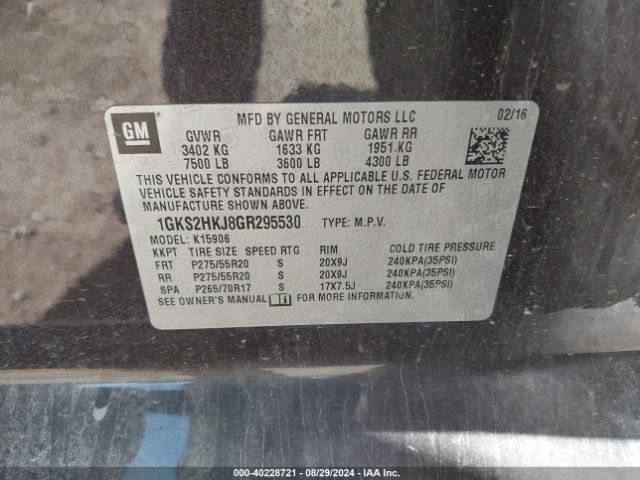 GM
MFD BY GENERAL MOTORS LLC 02/16
GVWR GAWR FRT GAWR RR
3402 KG 1633 KG 1951 KG
7500 LB 3600 LB 4300 LB
THIS VEHICLE CONFORMS TO ALL APPLICABLE U.S. FEDERAL MOTOR
VEHICLE SAFETY STANDARDS IN EFFECT ON THE DATE OF
MANUFACTURE SHOWN ABOVE.
1GKS2HKJ8GR295530 TYPE: M.P.V.
MODEL: K15906
KKPT TIRE SIZE SPEED RTG RIM COLD TIRE PRESSURE
FRT P275/55R20 S 20X9J 240KPA(35PSI)
RR P275/55R20 S 20X9J 240KPA(35PSI)
SPA P265/70R17 S 17X7.5J 240KPA(35PSI)
SEE OWNER'S MANUAL FOR MORE INFORMATION.
000-40228721 // 08/29/2024 - IAA Inc.